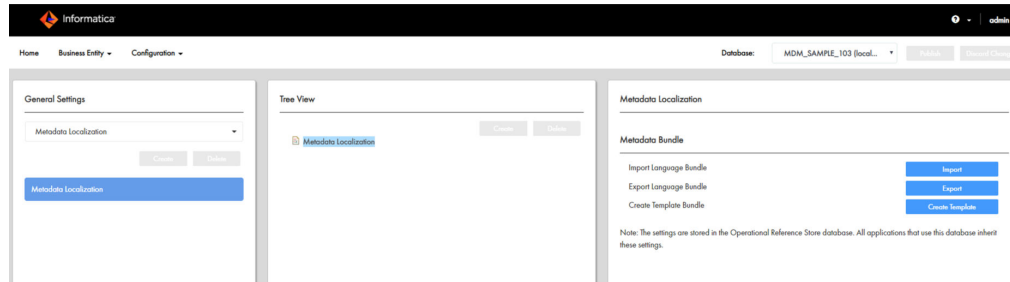 Informatica
admin
Home Business Entity Configuration Database: MDM_SAMPLE_103 (local... Publish Discard Chang
General Settings
Metadata Localization
Create Delete
Metadata Localization
Tree View
Create Delete
Metadata Localization
Metadata Localization
Metadata Bundle
Import Language Bundle Import
Export Language Bundle Export
Create Template Bundle Create Template
Note: The settings are stored in the Operational Reference Store database. All applications that use this database inherit
these settings.